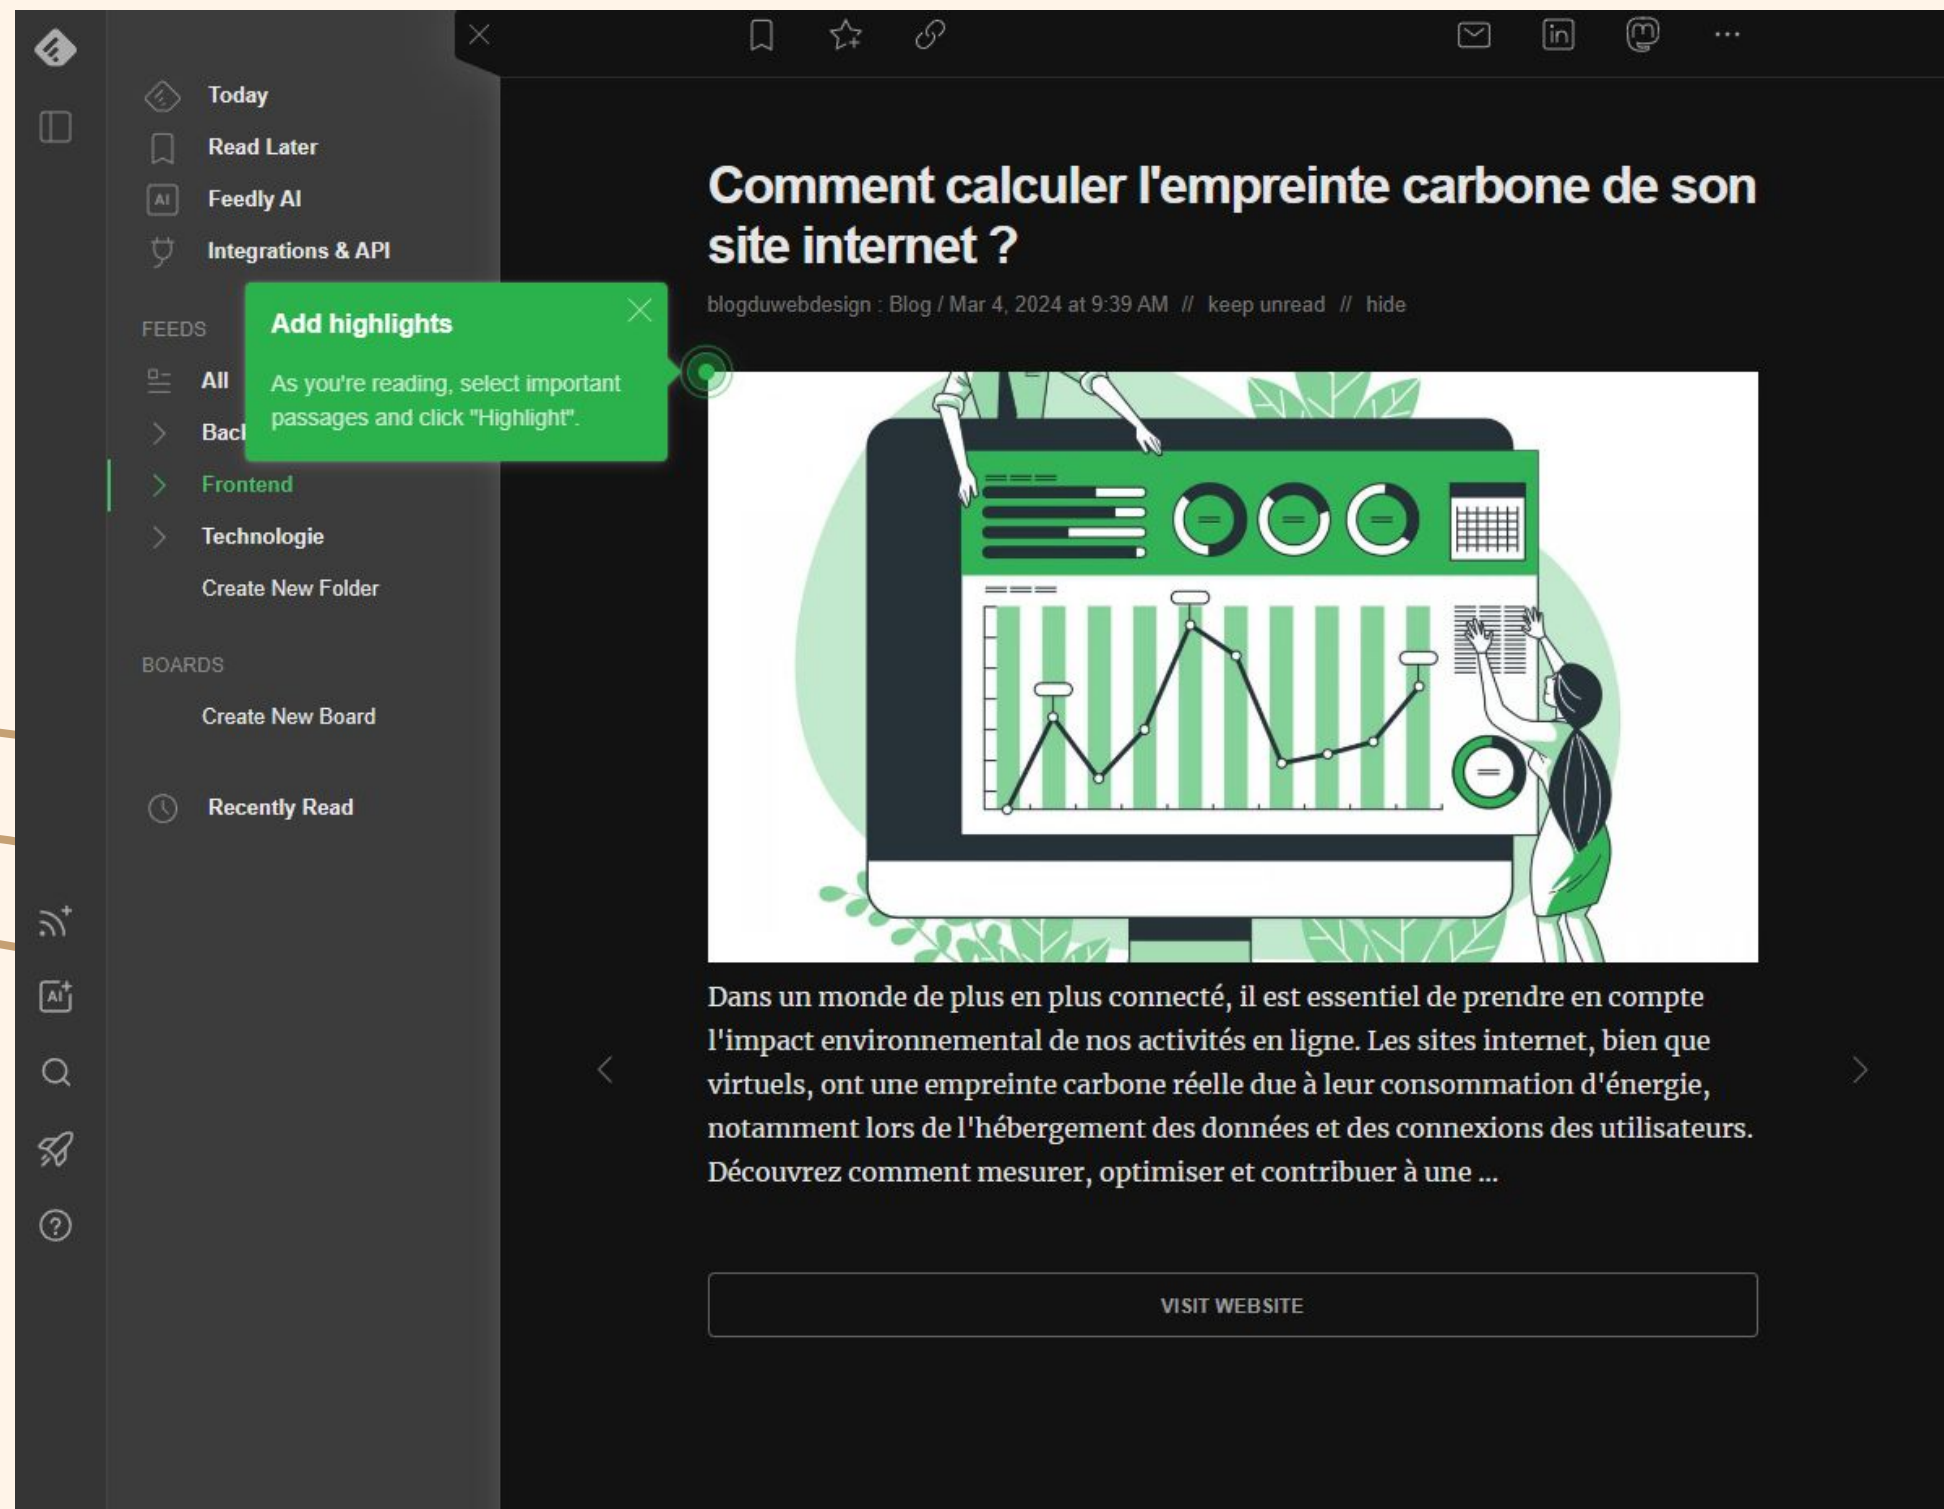 Today
Read Later
AI
Feedly AI
Integrations & API
FEEDS
All
Frontend
Technologie
Create New Folder
BOARDS
Create New Board
Recently Read
AI
Add highlights
As you're reading, select important
passages and click "Highlight".
in
m
Comment calculer l'empreinte carbone de son
site internet ?
blogduwebdesign : Blog / Mar 4, 2024 at 9:39 AM // keep unread // hide
Dans un monde de plus en plus connecté, il est essentiel de prendre en compte
l'impact environnemental de nos activités en ligne. Les sites internet, bien que
virtuels, ont une empreinte carbone réelle due à leur consommation d'énergie,
notamment lors de l'hébergement des données et des connexions des utilisateurs.
Découvrez comment mesurer, optimiser et contribuer à une ...
VISIT WEBSITE